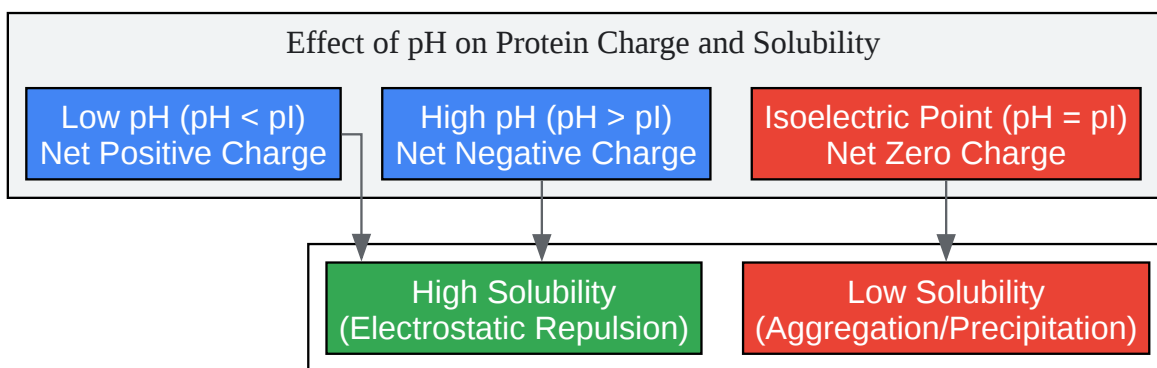 Effect of pH on Protein Charge and Solubility
Low pH (pH < pI)
Net Positive Charge
High pH (pH > pI)
Net Negative Charge
Isoelectric Point (pH = pI)
Net Zero Charge
High Solubility
(Electrostatic Repulsion)
Low Solubility
(Aggregation/Precipitation)